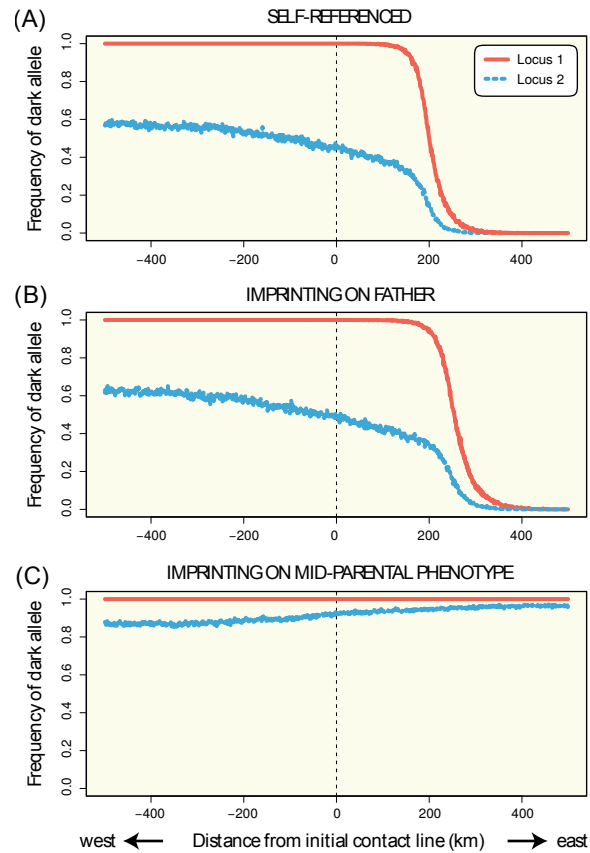 (A)
SELF-REFERENCED
Frequency of dark allele
1.0
0.8
0.6
0.4
0.2
0.0
Locus 1
Locus 2
−400 −200 0 200 400
(B)
IMPRINTING ON FATHER
Frequency of dark allele
1.0
0.8
0.6
0.4
0.2
0.0
−400 −200 0 200 400
(C)
IMPRINTING ON MID-PARENTAL PHENOTYPE
Frequency of dark allele
1.0
0.8
0.6
0.4
0.2
0.0
−400 −200 0 200 400
west Distance from initial contact line (km) east